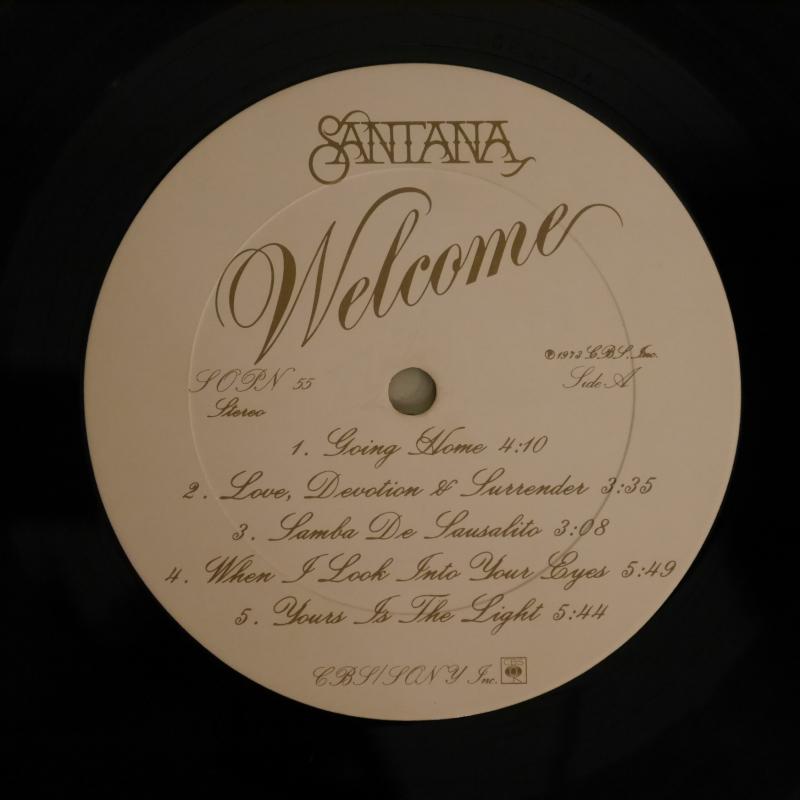 SANTANA
Welcome
℗ 1973 CBS. Inc.
SOPN 55
Side A
Stereo
1. Going Home 4:10
2. Love, Devotion & Surrender 3:35
3. Samba De Sausalito 3:08
4. When I Look Into Your Eyes 5:49
5. Yours Is The Light 5:44
CBS/SONY Inc. CBS